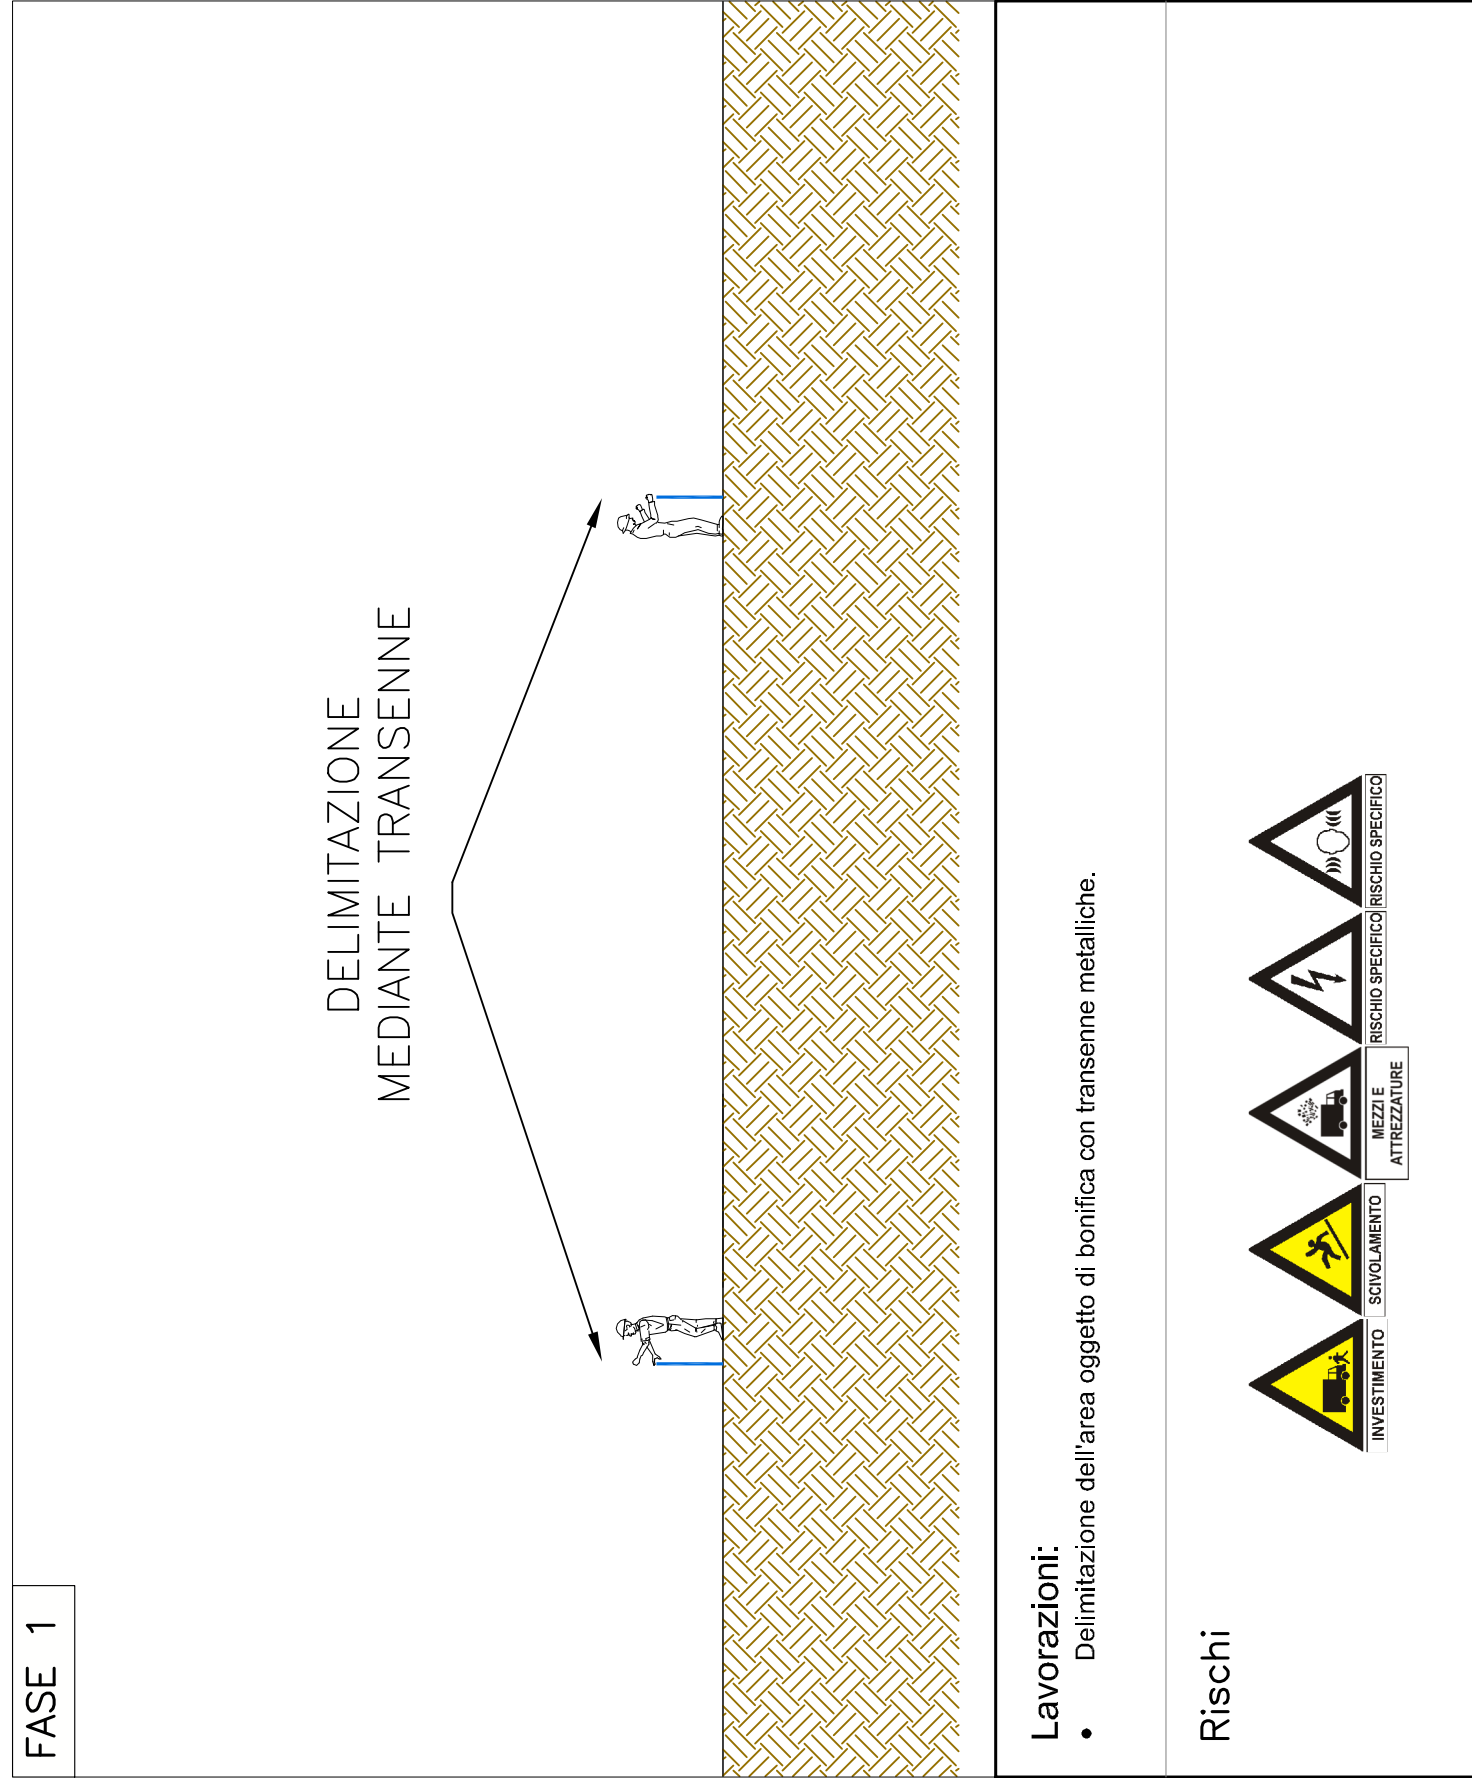 FASE 1
DELIMITAZIONE
MEDIANTE TRANSENNE
Lavorazioni:
• Delimitazione dell'area oggetto di bonifica con transenne metalliche.
Rischi
INVESTIMENTO
SCIVOLAMENTO
MEZZI E
ATTREZZATURE
RISCHIO SPECIFICO
RISCHIO SPECIFICO